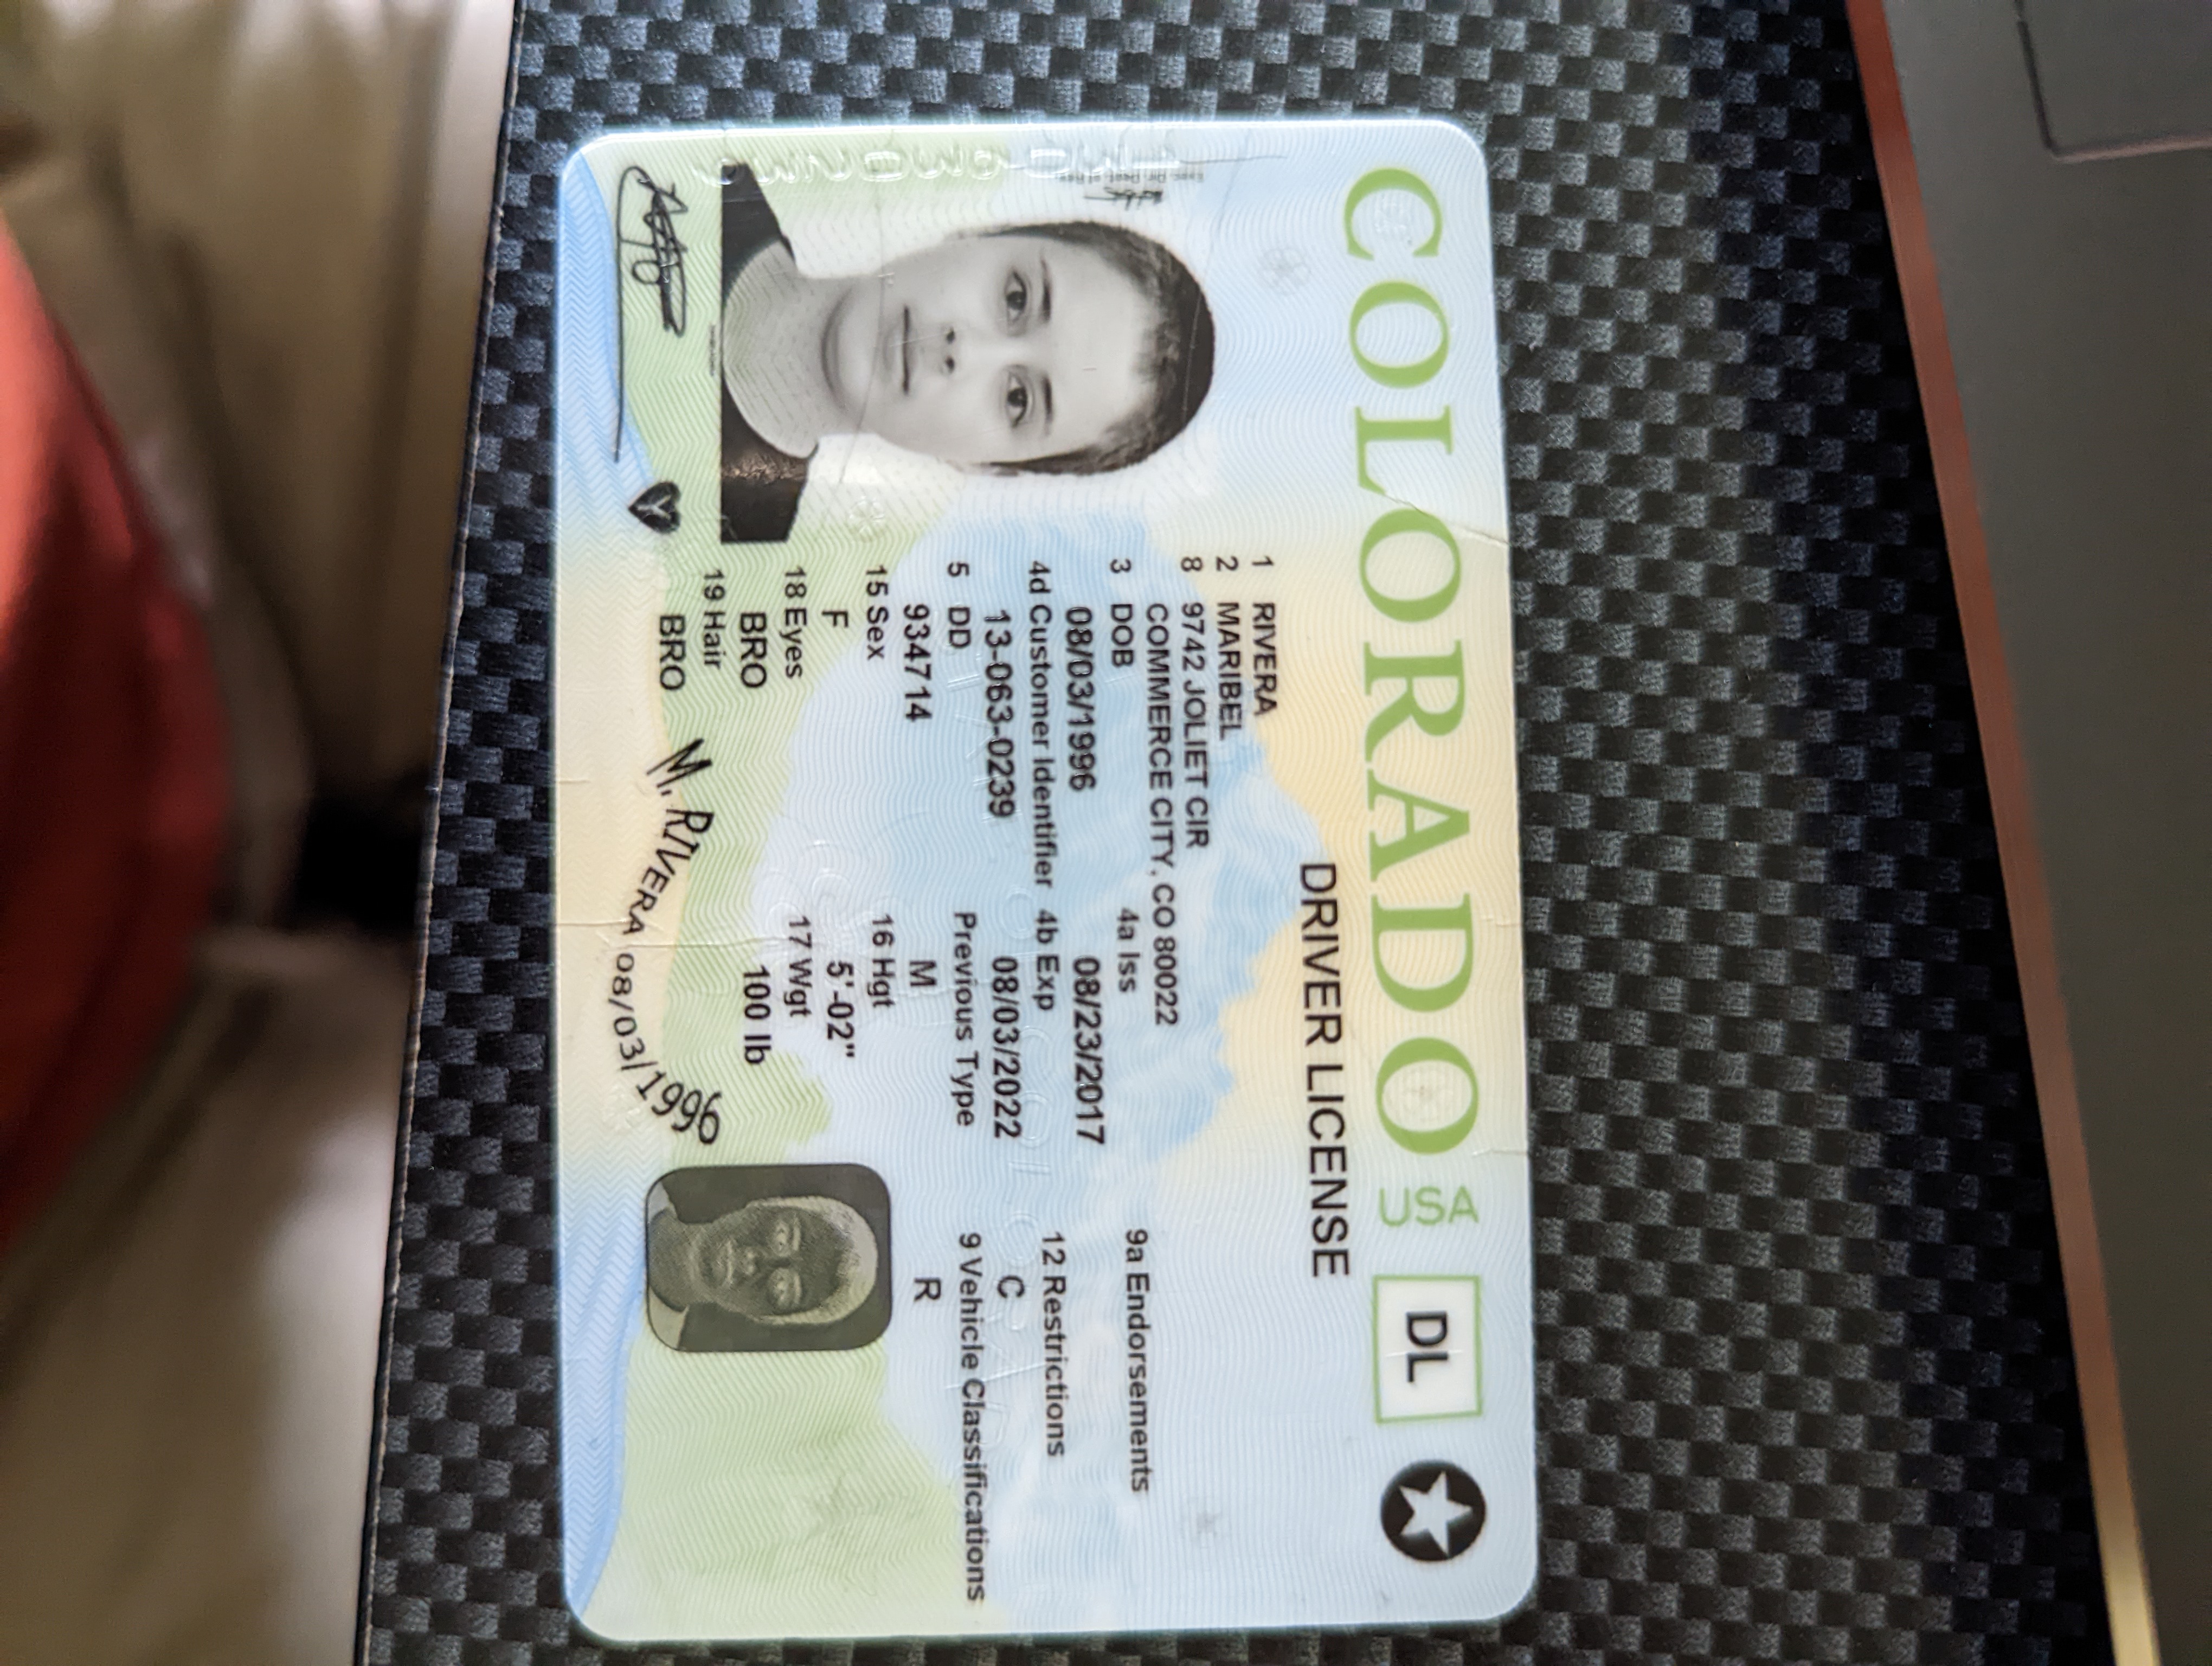 COLORADO USA DL
DRIVER LICENSE
1 RIVERA
2 MARIBEL
8 9742 JOLIET CIR
COMMERCE CITY, CO 80022
3 DOB
08/03/1996
4a Iss
08/23/2017
9a Endorsements
4d Customer Identifier
13-063-0239
4b Exp
08/03/2022
12 Restrictions
C
5 DD
934714
Previous Type
M
9 Vehicle Classifications
R
15 Sex
F
16 Hgt
5'-02"
18 Eyes
BRO
17 Wgt
100 lb
19 Hair
BRO
M. RIVERA 08/03/1996